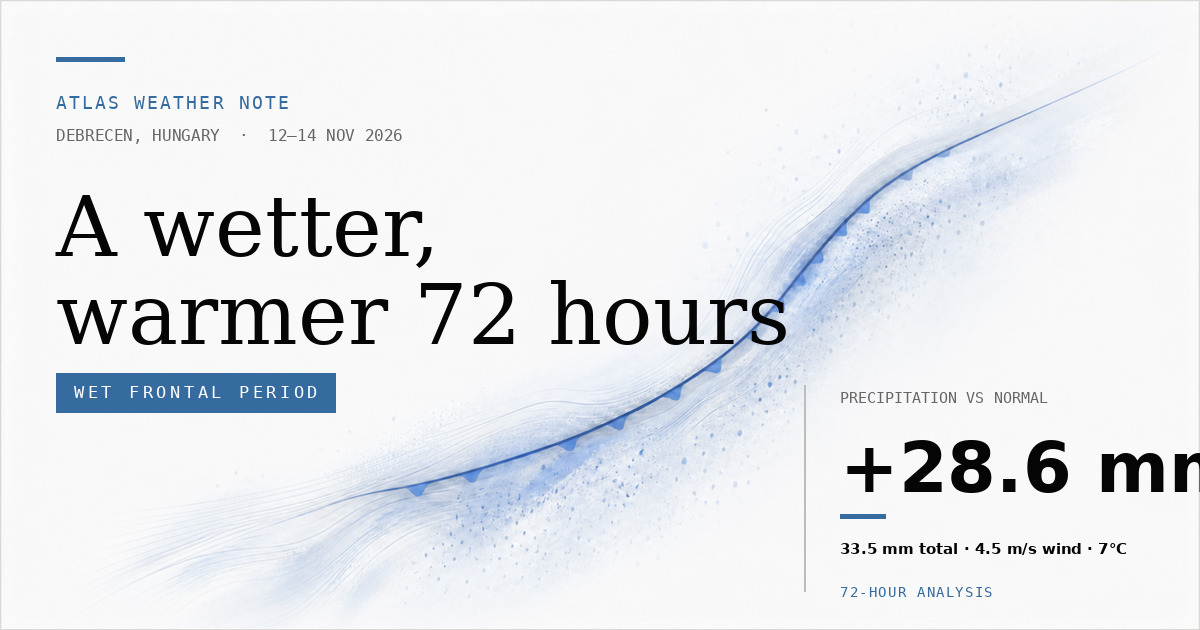 ATLAS WEATHER NOTE
DEBRECEN, HUNGARY · 12–14 NOV 2026
A wetter,
warmer 72 hours
WET FRONTAL PERIOD
PRECIPITATION VS NORMAL
+28.6 mm
33.5 mm total · 4.5 m/s wind · 7°C
72-HOUR ANALYSIS